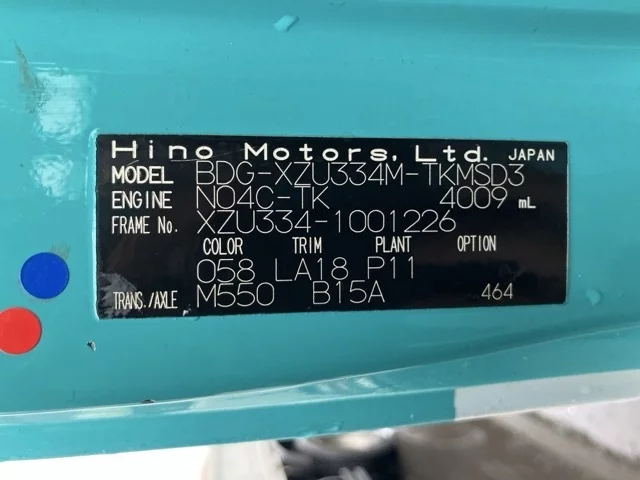 Hino Motors, Ltd. JAPAN
MODEL BDG-XZU334M-TKMSD3
ENGINE N04C-TK 4009 mL
FRAME No. XZU334-1001226
COLOR TRIM PLANT OPTION
058 LA18 P11
TRANS./AXLE M550 B15A 464